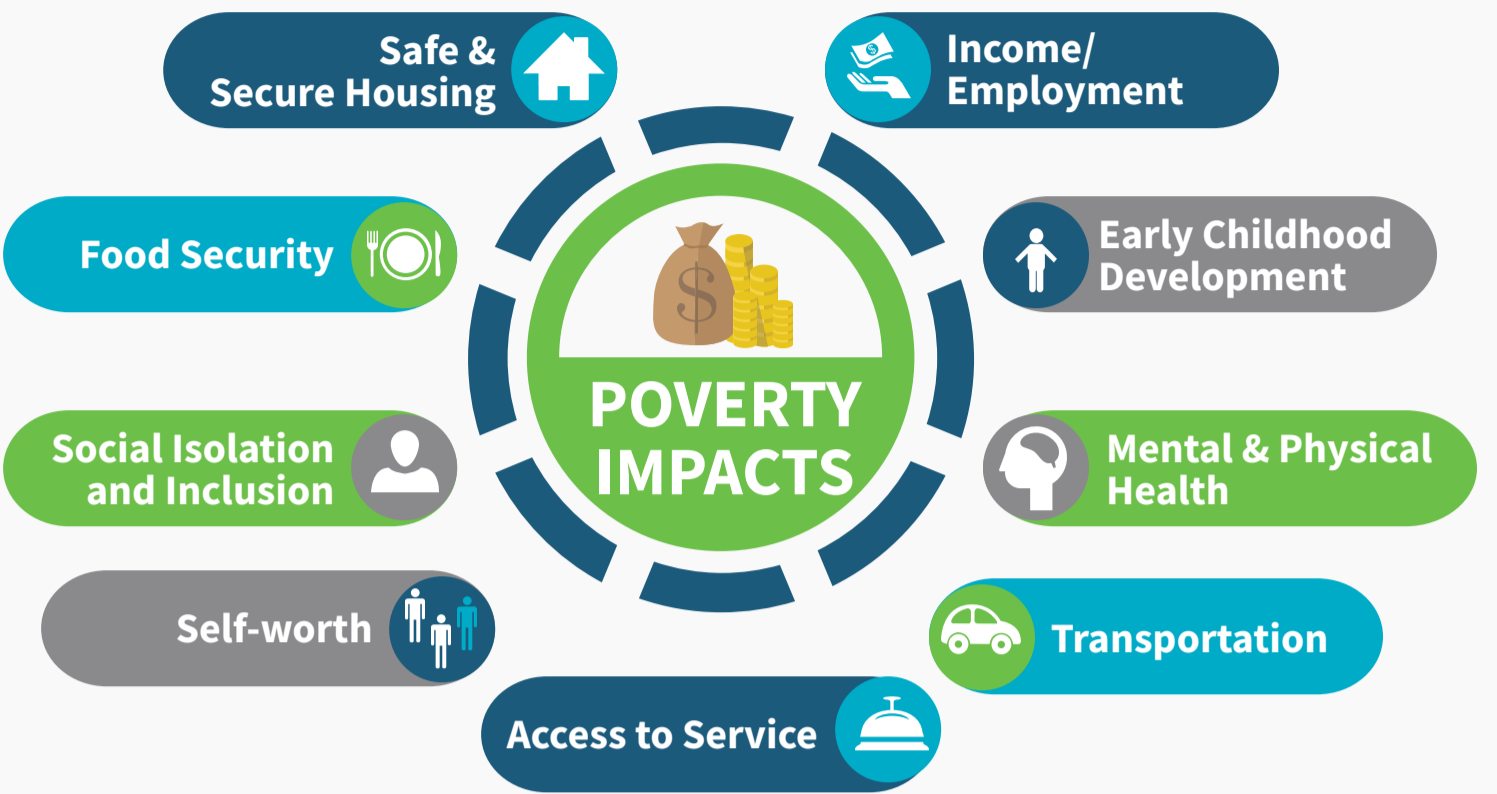 Safe &
Secure Housing
Income/
Employment
Food Security
Early Childhood
Development
$
POVERTY
IMPACTS
Social Isolation
and Inclusion
Mental & Physical
Health
Self-worth
Transportation
Access to Service